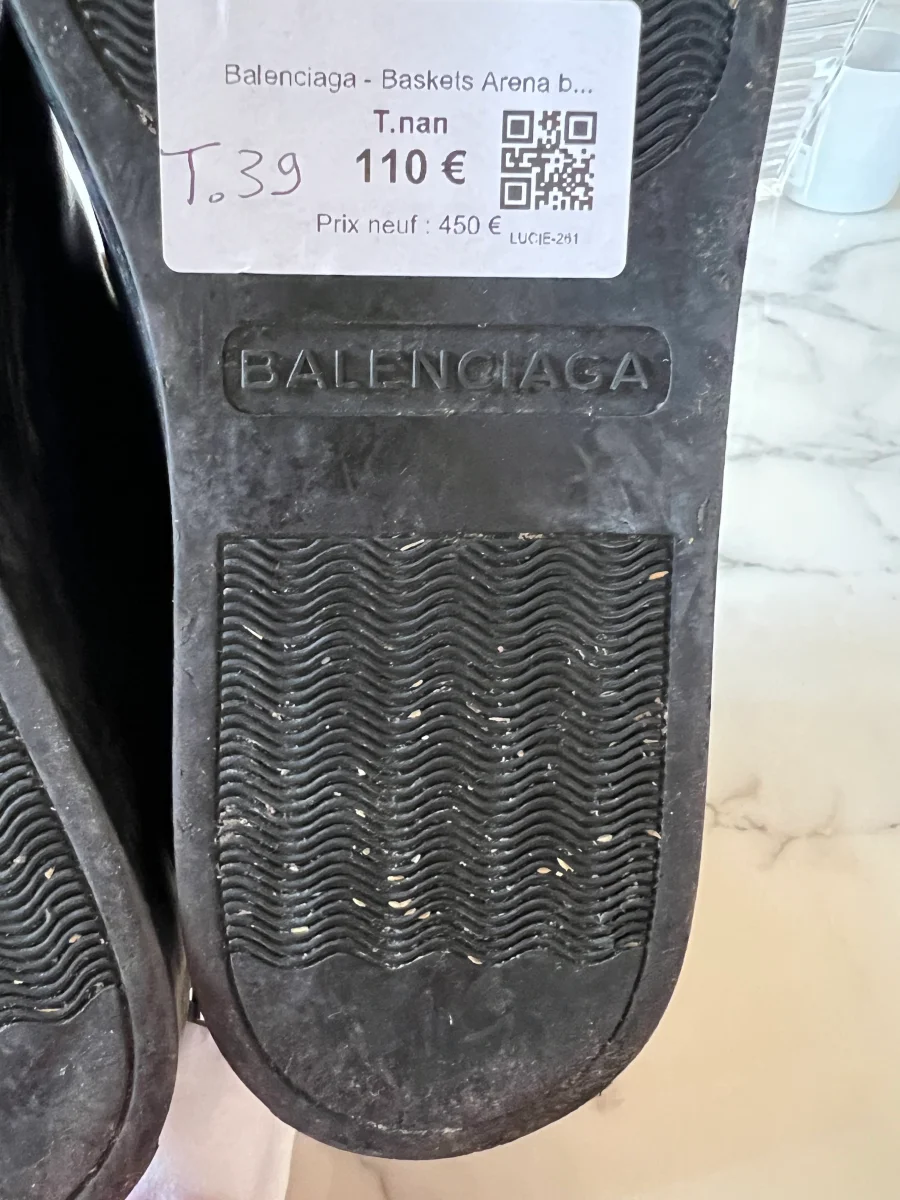 Balenciaga - Baskets Arena b...
T.nan
T.39
110 €
Prix neuf : 450 €
LUCIE-261
BALENCIAGA